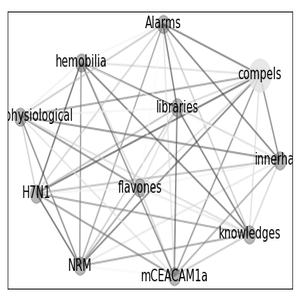 Alarms
hemobilia
compels
libraries
physiological
innerha
H7N1
flavones
knowledges
NRM
mCEACAM1a